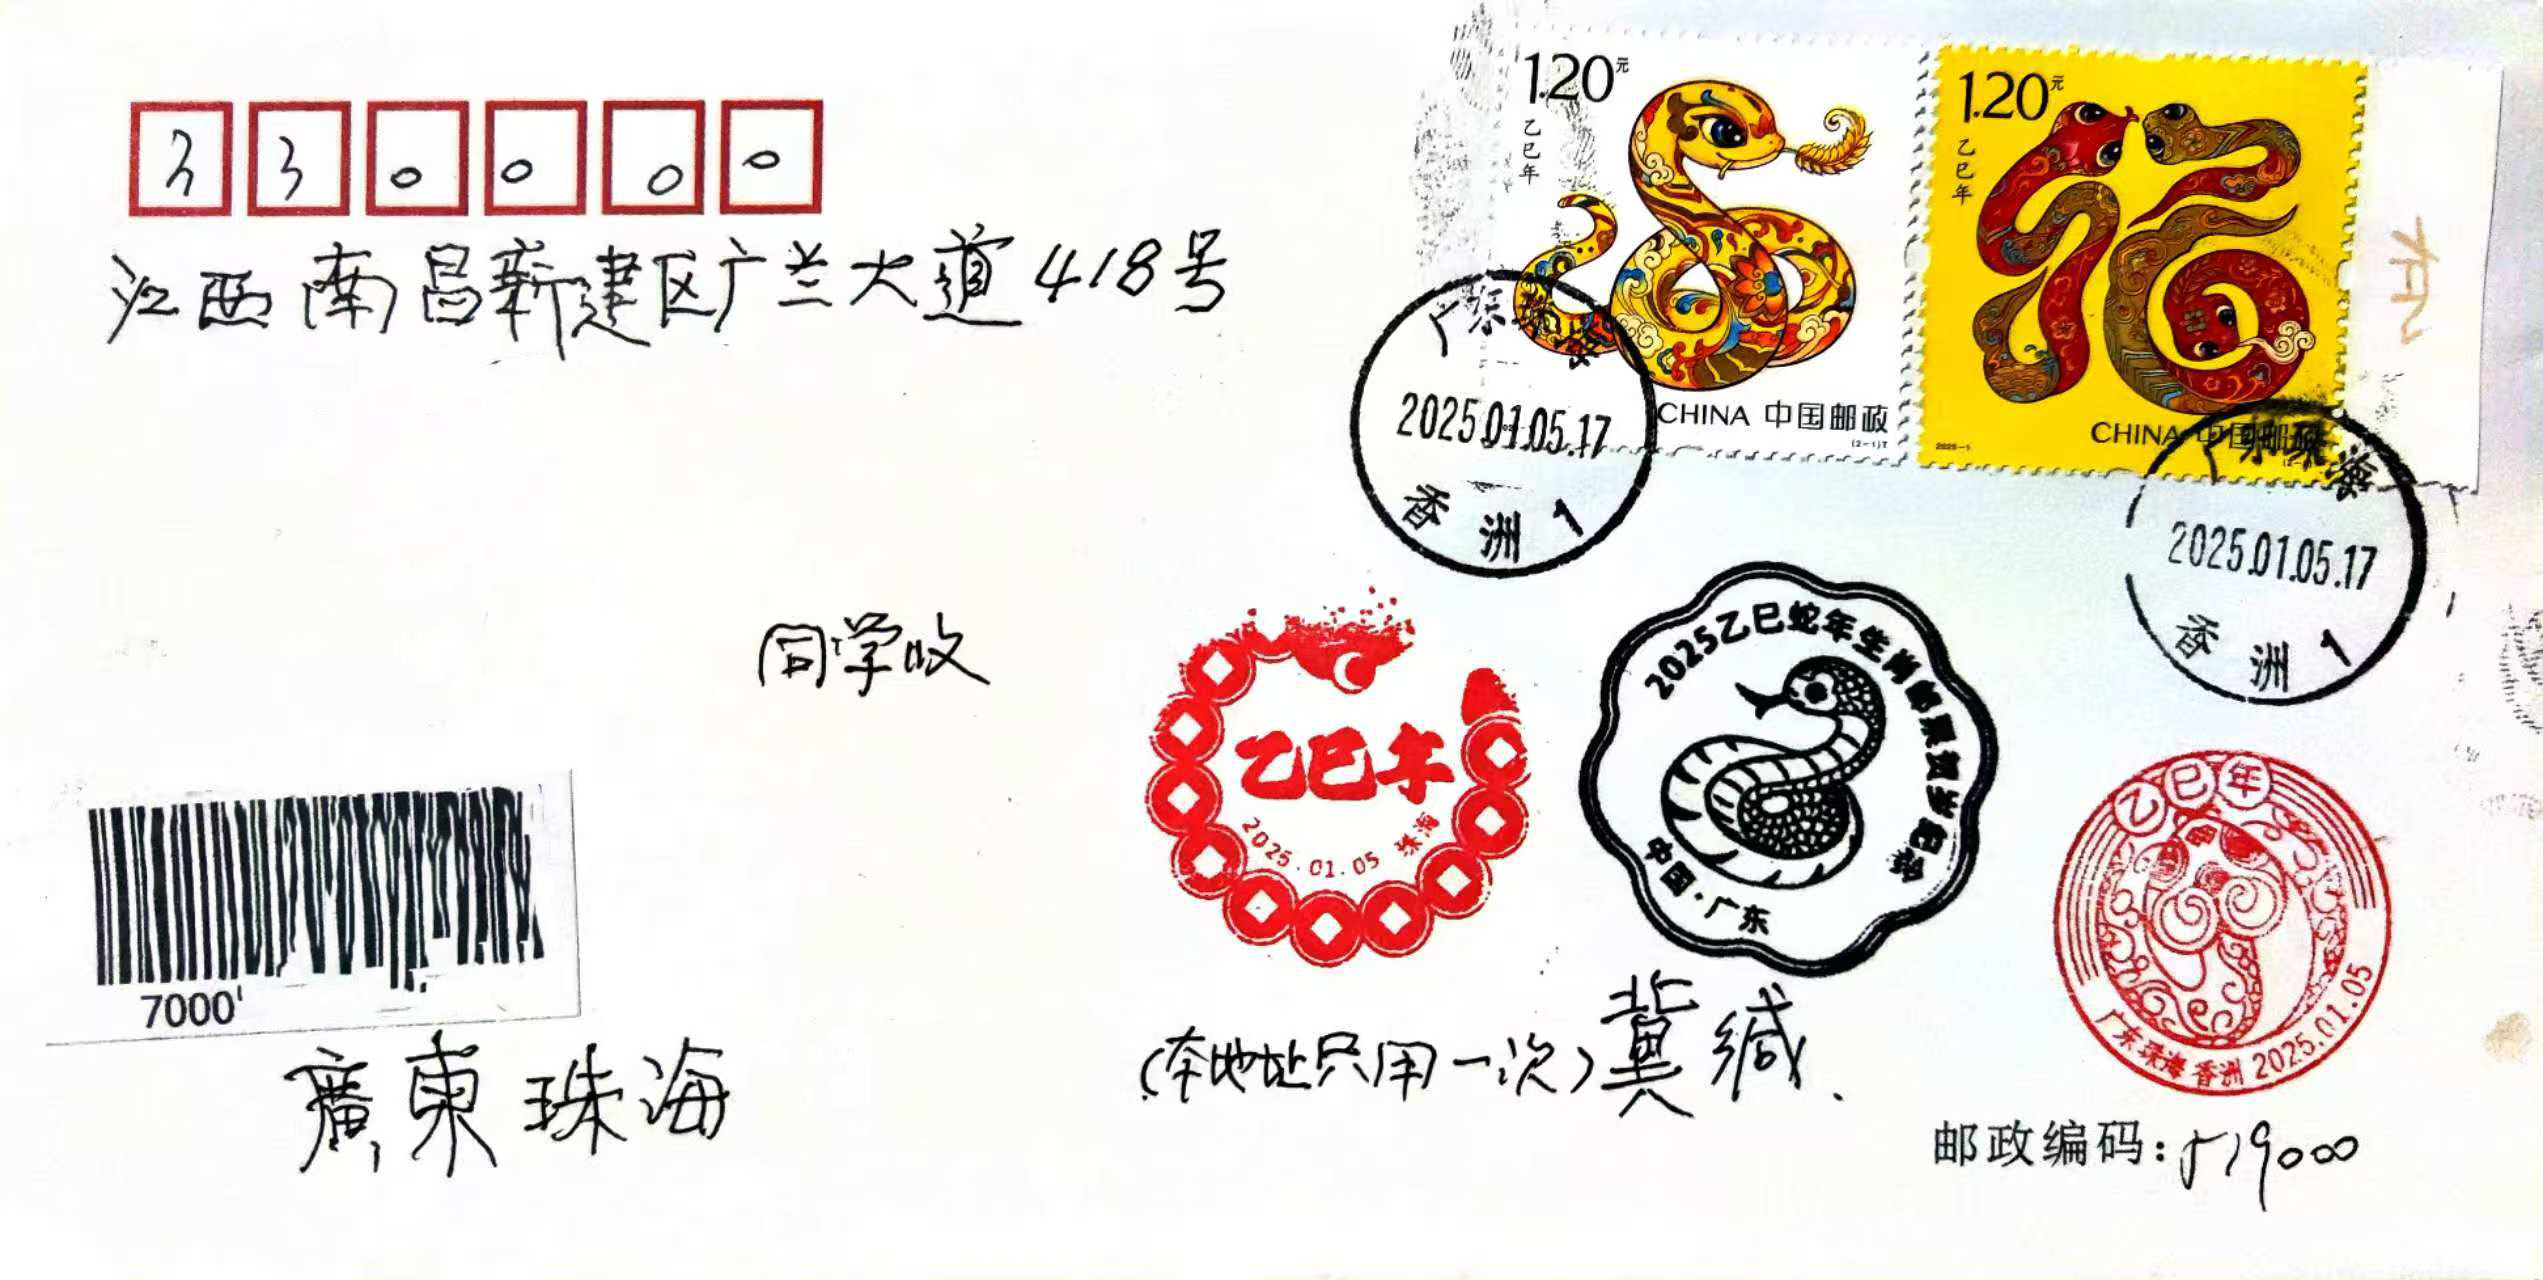 330000
江西南昌新建区广兰大道418号
1.20元
乙巳年
CHINA 中国邮政
(2-1)T
1.20元
乙巳年
2025-1
CHINA 中国邮政
广东珠海
2025.01.05.17
香洲1
广东珠海
2025.01.05.17
香洲1
同学收
乙巳年
2025.01.05 珠海
2025乙巳蛇年生肖邮票贺岁纪念
中国·广东
乙巳年
广东珠海香洲 2025.01.05
7000
廣東珠海
(本地址只用一次)冀缄.
邮政编码:519000